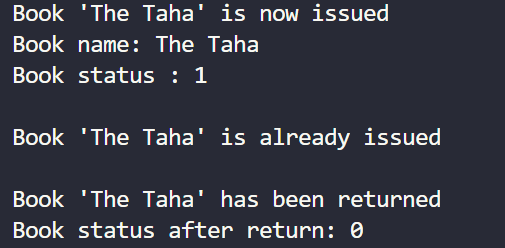 Book 'The Taha' is now issued
Book name: The Taha
Book status : 1
Book 'The Taha' is already issued
Book 'The Taha' has been returned
Book status after return: 0